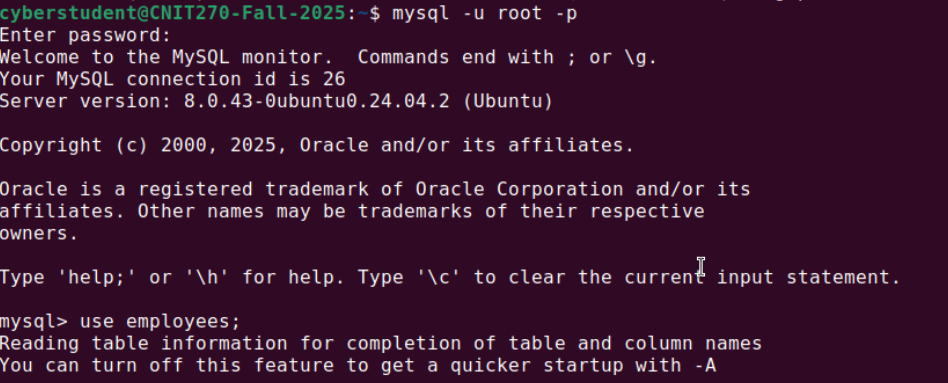 cyberstudent@CNIT270-Fall-2025:~$ mysql -u root -p
Enter password:
Welcome to the MySQL monitor.  Commands end with ; or \g.
Your MySQL connection id is 26
Server version: 8.0.43-0ubuntu0.24.04.2 (Ubuntu)
Copyright (c) 2000, 2025, Oracle and/or its affiliates.
Oracle is a registered trademark of Oracle Corporation and/or its
affiliates. Other names may be trademarks of their respective
owners.
Type 'help;' or '\h' for help. Type '\c' to clear the current input statement.
mysql> use employees;
Reading table information for completion of table and column names
You can turn off this feature to get a quicker startup with -A